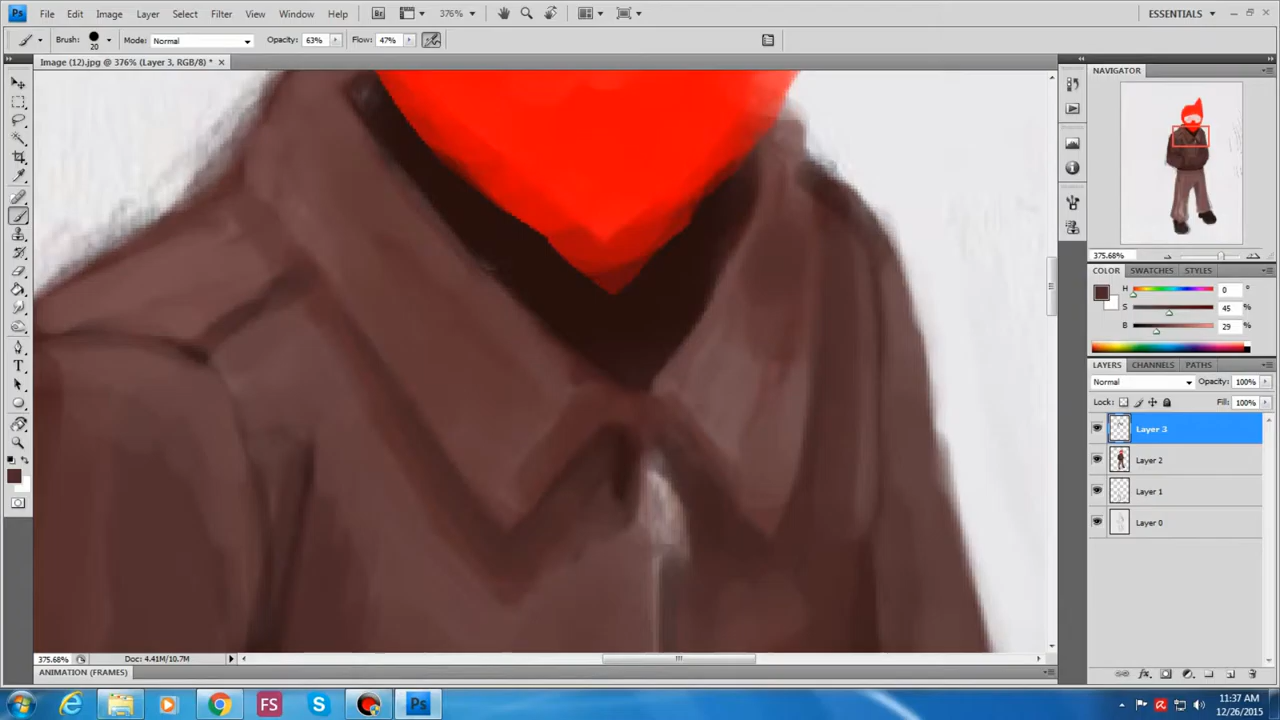 Ps File Edit Image Layer Select Filter View Window Help Br 376% ESSENTIALS
Brush: 20 Mode: Normal Opacity: 63% Flow: 47%
Image (12).jpg @ 376% (Layer 3, RGB/8) *
NAVIGATOR
375.68%
COLOR SWATCHES STYLES
H 0 °
S 45 %
B 29 %
LAYERS CHANNELS PATHS
Normal Opacity: 100%
Lock: Fill: 100%
Layer 3
Layer 2
Layer 1
Layer 0
375.68% Doc: 4.41M/10.7M
ANIMATION (FRAMES)
FS Ps
11:37 AM
12/26/2015